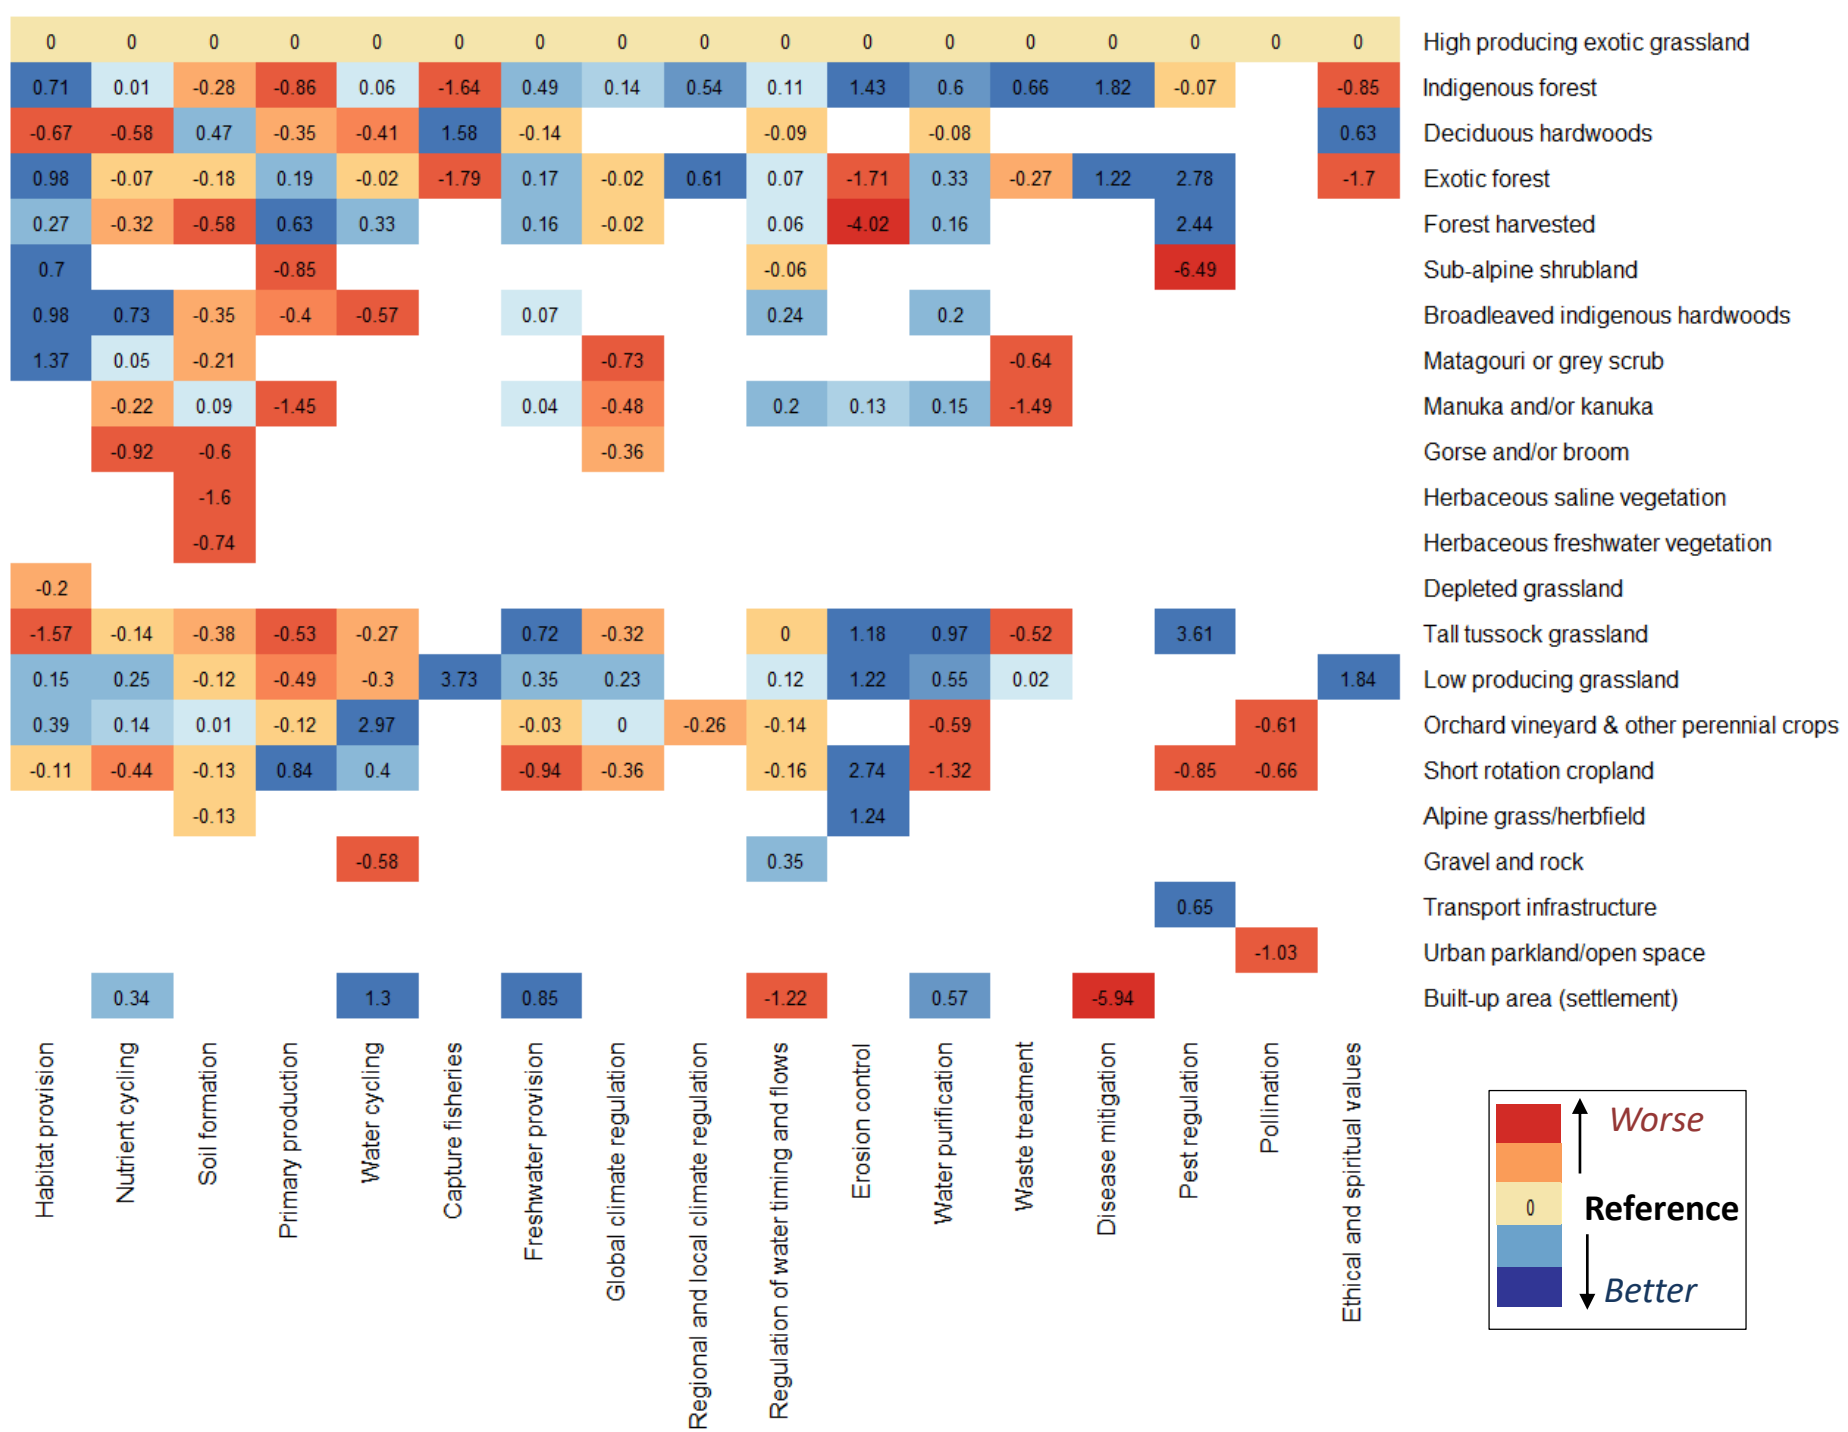 0 0 0 0 0 0 0 0 0 0 0 0 0 0 0 0 0 High producing exotic grassland
0.71 0.01 -0.28 -0.86 0.06 -1.64 0.49 0.14 0.54 0.11 1.43 0.6 0.66 1.82 -0.07 -0.85 Indigenous forest
-0.67 -0.58 0.47 -0.35 -0.41 1.58 -0.14 -0.09 -0.08 0.63 Deciduous hardwoods
0.98 -0.07 -0.18 0.19 -0.02 -1.79 0.17 -0.02 0.61 0.07 -1.71 0.33 -0.27 1.22 2.78 -1.7 Exotic forest
0.27 -0.32 -0.58 0.63 0.33 0.16 -0.02 0.06 -4.02 0.16 2.44 Forest harvested
0.7 -0.85 -0.06 -6.49 Sub-alpine shrubland
0.98 0.73 -0.35 -0.4 -0.57 0.07 0.24 0.2 Broadleaved indigenous hardwoods
1.37 0.05 -0.21 -0.73 -0.64 Matagouri or grey scrub
-0.22 0.09 -1.45 0.04 -0.48 0.2 0.13 0.15 -1.49 Manuka and/or kanuka
-0.92 -0.6 -0.36 Gorse and/or broom
-1.6 Herbaceous saline vegetation
-0.74 Herbaceous freshwater vegetation
-0.2 Depleted grassland
-1.57 -0.14 -0.38 -0.53 -0.27 0.72 -0.32 0 1.18 0.97 -0.52 3.61 Tall tussock grassland
0.15 0.25 -0.12 -0.49 -0.3 3.73 0.35 0.23 0.12 1.22 0.55 0.02 1.84 Low producing grassland
0.39 0.14 0.01 -0.12 2.97 -0.03 0 -0.26 -0.14 -0.59 -0.61 Orchard vineyard & other perennial crops
-0.11 -0.44 -0.13 0.84 0.4 -0.94 -0.36 -0.16 2.74 -1.32 -0.85 -0.66 Short rotation cropland
-0.13 1.24 Alpine grass/herbfield
-0.58 0.35 Gravel and rock
0.65 Transport infrastructure
-1.03 Urban parkland/open space
0.34 1.3 0.85 -1.22 0.57 -5.94 Built-up area (settlement)
Habitat provision
Nutrient cycling
Soil formation
Primary production
Water cycling
Capture fisheries
Freshwater provision
Global climate regulation
Regional and local climate regulation
Regulation of water timing and flows
Erosion control
Water purification
Waste treatment
Disease mitigation
Pest regulation
Pollination
Ethical and spiritual values
Worse
0 Reference
Better